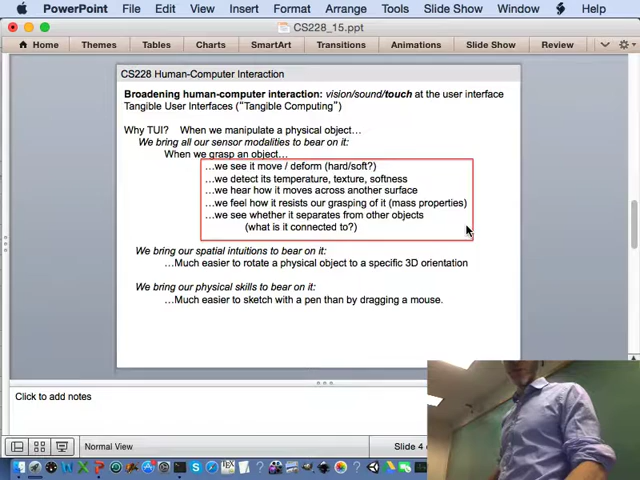 PowerPoint File Edit View Insert Format Arrange Tools Slide Show Window Help
CS228_15.ppt
Home Themes Tables Charts SmartArt Transitions Animations Slide Show Review
CS228 Human-Computer Interaction
Broadening human-computer interaction: vision/sound/touch at the user interface
Tangible User Interfaces ("Tangible Computing")
Why TUI? When we manipulate a physical object…
We bring all our sensor modalities to bear on it:
When we grasp an object…
…we see it move / deform (hard/soft?)
…we detect its temperature, texture, softness
…we hear how it moves across another surface
…we feel how it resists our grasping of it (mass properties)
…we see whether it separates from other objects
(what is it connected to?)
We bring our spatial intuitions to bear on it:
…Much easier to rotate a physical object to a specific 3D orientation
We bring our physical skills to bear on it:
…Much easier to sketch with a pen than by dragging a mouse.
Click to add notes
Normal View
Slide 4